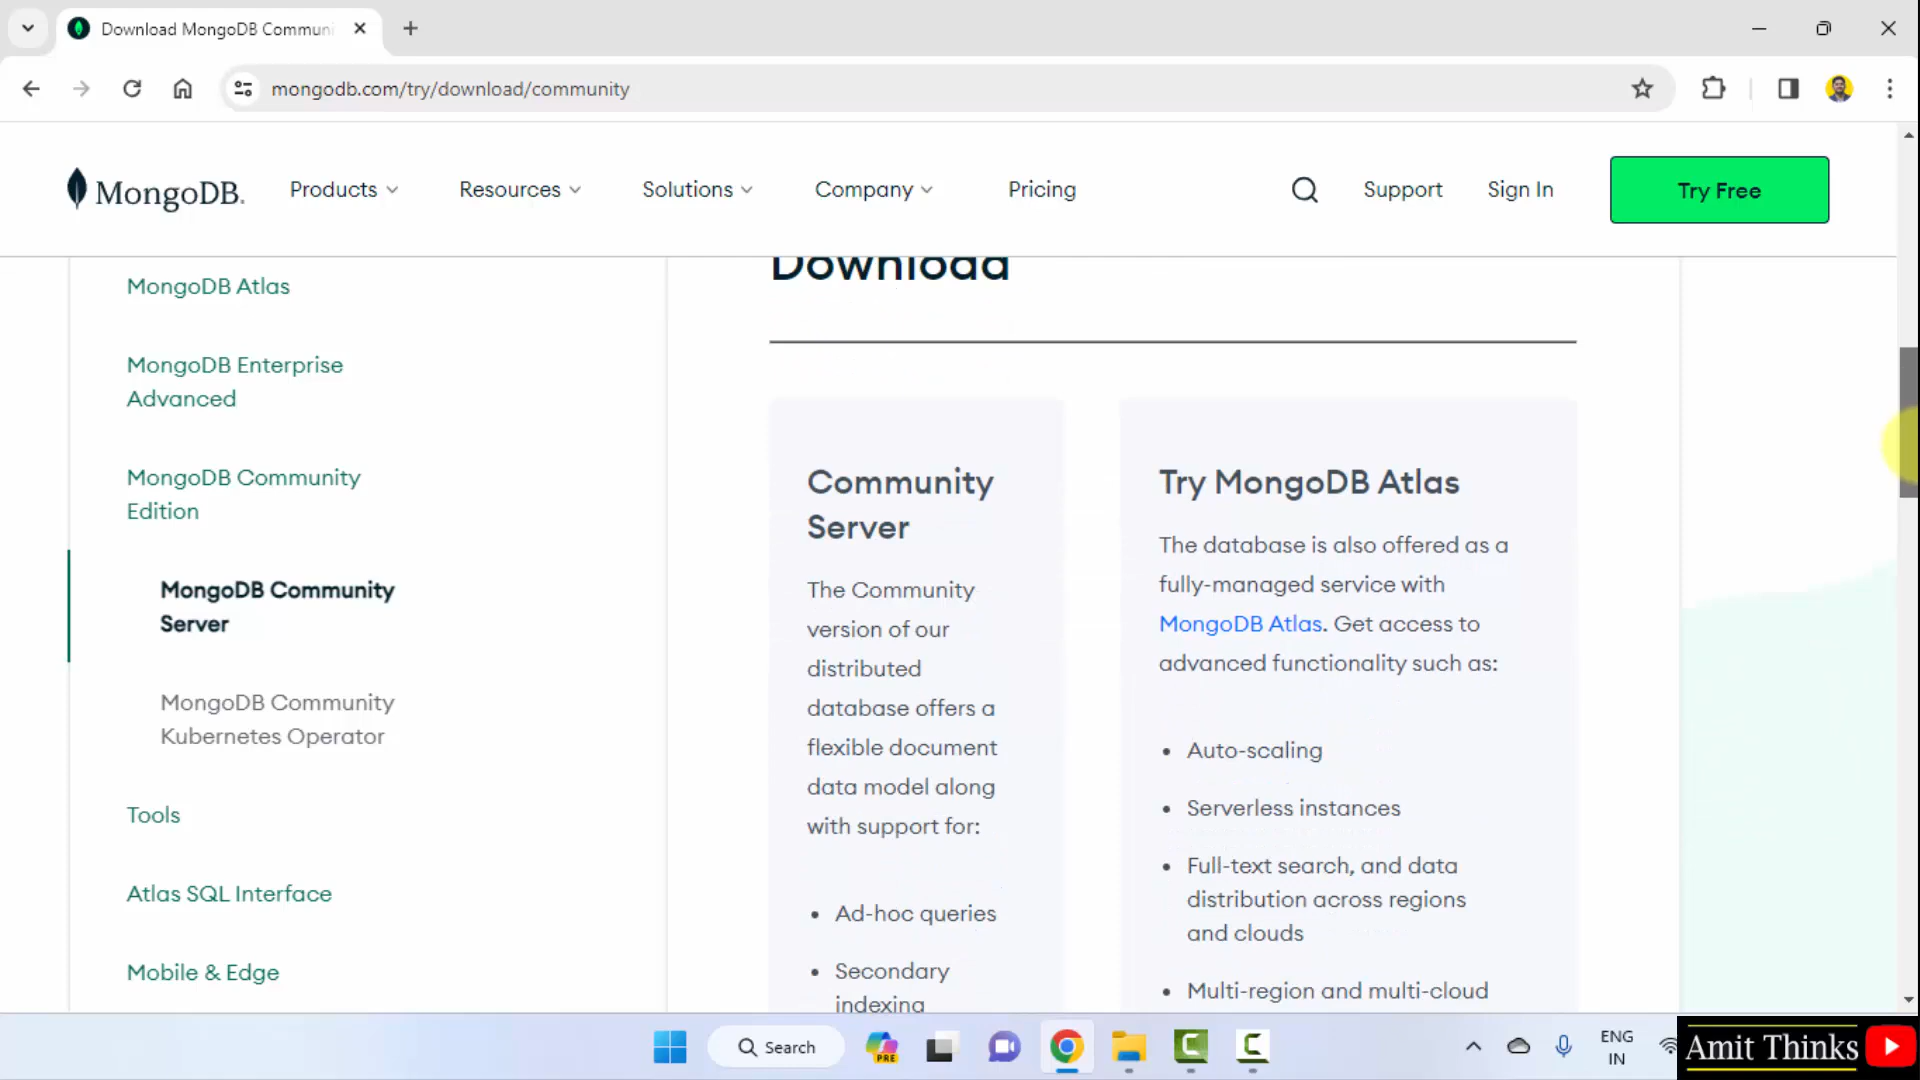 Download MongoDB Communi
mongodb.com/try/download/community
MongoDB.
Products
Resources
Solutions
Company
Pricing
Support
Sign In
Try Free
MongoDB Atlas
MongoDB Enterprise
Advanced
MongoDB Community
Edition
MongoDB Community
Server
MongoDB Community
Kubernetes Operator
Tools
Atlas SQL Interface
Mobile & Edge
Download
Community
Server
The Community
version of our
distributed
database offers a
flexible document
data model along
with support for:
• Ad-hoc queries
• Secondary
indexing
Try MongoDB Atlas
The database is also offered as a
fully-managed service with
MongoDB Atlas. Get access to
advanced functionality such as:
• Auto-scaling
• Serverless instances
• Full-text search, and data
distribution across regions
and clouds
• Multi-region and multi-cloud
Search
PRE
ENG
IN
Amit Thinks